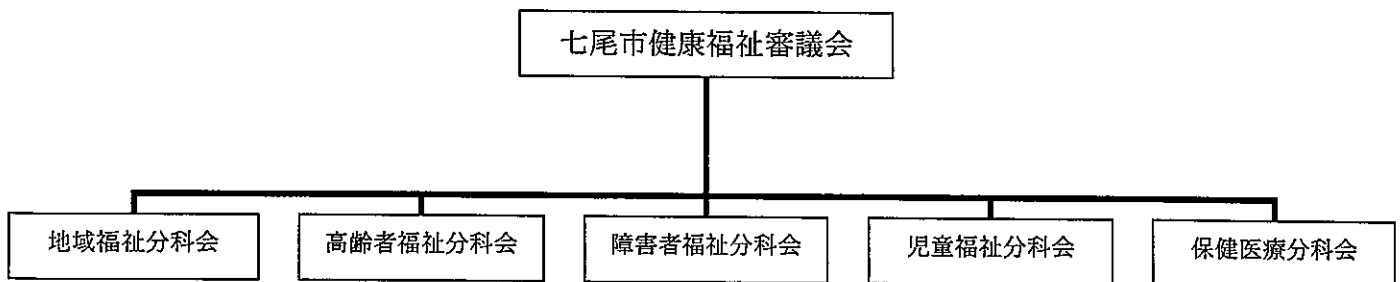 七尾市健康福祉審議会
地域福祉分科会
高齢者福祉分科会
障害者福祉分科会
児童福祉分科会
保健医療分科会